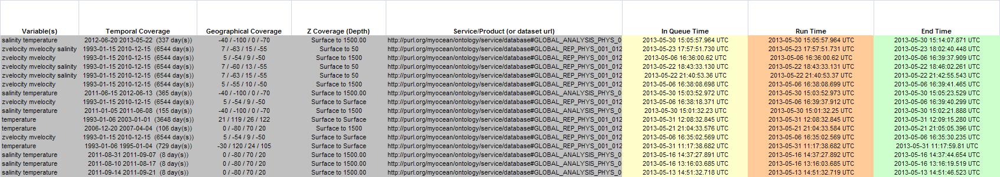 Variable(s) Temporal Coverage Geographical Coverage Z Coverage (Depth) Service/Product (or dataset url) In Queue Time Run Time End Time
salinity temperature 2012-06-20 2013-05-22 (337 day(s)) -40 / -100 / 0 / -70 Surface to 1500.00 http://purl.org/myocean/ontology/service/database#GLOBAL_ANALYSIS_PHYS_0 2013-05-30 15:05:57.964 UTC 2013-05-30 15:05:57.964 UTC 2013-05-30 15:14:07.871 UTC
zvelocity mvelocity salinity 1993-01-15 2010-12-15 (6544 day(s)) 7 / -63 / 15 / -55 Surface to 50 http://purl.org/myocean/ontology/service/database#GLOBAL_REP_PHYS_001_012 2013-05-23 17:57:51.730 UTC 2013-05-23 17:57:51.731 UTC 2013-05-23 18:02:40.448 UTC
zvelocity mvelocity 1993-01-15 2010-12-15 (6544 day(s)) 5 / -54 / 9 / -50 Surface to 1500 http://purl.org/myocean/ontology/service/database#GLOBAL_REP_PHYS_001_012 2013-05-06 16:36:00.62 UTC 2013-05-06 16:36:00.62 UTC 2013-05-06 16:39:37.909 UTC
zvelocity mvelocity salinity 1993-01-15 2010-12-15 (6544 day(s)) 7 / -60 / 13 / -55 Surface to 50 http://purl.org/myocean/ontology/service/database#GLOBAL_REP_PHYS_001_012 2013-05-22 18:43:33.130 UTC 2013-05-22 18:43:33.131 UTC 2013-05-22 18:46:02.261 UTC
zvelocity mvelocity salinity 1993-01-15 2010-12-15 (6544 day(s)) 7 / -63 / 15 / -55 Surface to 50 http://purl.org/myocean/ontology/service/database#GLOBAL_REP_PHYS_001_012 2013-05-22 21:40:53.36 UTC 2013-05-22 21:40:53.37 UTC 2013-05-22 21:42:55.543 UTC
zvelocity mvelocity 1993-01-15 2010-12-15 (6544 day(s)) 5 / -55 / 10 / -50 Surface to 1500 http://purl.org/myocean/ontology/service/database#GLOBAL_REP_PHYS_001_012 2013-05-06 16:38:08.698 UTC 2013-05-06 16:38:08.699 UTC 2013-05-06 16:39:41.465 UTC
salinity temperature 2011-06-15 2012-06-13 (365 day(s)) -40 / -100 / 0 / -70 Surface to 1500.00 http://purl.org/myocean/ontology/service/database#GLOBAL_ANALYSIS_PHYS_0 2013-05-30 15:03:52.972 UTC 2013-05-30 15:03:52.973 UTC 2013-05-30 15:05:23.529 UTC
zvelocity mvelocity 1993-01-15 2010-12-15 (6544 day(s)) 5 / -54 / 9 / -50 Surface to Surface http://purl.org/myocean/ontology/service/database#GLOBAL_REP_PHYS_001_012 2013-05-06 16:38:18.371 UTC 2013-05-06 16:39:37.912 UTC 2013-05-06 16:39:40.299 UTC
salinity temperature 2011-01-05 2011-06-08 (155 day(s)) -40 / -100 / 0 / -70 Surface to 1500 http://purl.org/myocean/ontology/service/database#GLOBAL_ANALYSIS_PHYS_0 2013-05-30 15:01:32.23 UTC 2013-05-30 15:01:32.25 UTC 2013-05-30 15:02:21.888 UTC
temperature 1993-01-06 2003-01-01 (3648 day(s)) 21 / 119 / 26 / 122 Surface to Surface http://purl.org/myocean/ontology/service/database#GLOBAL_REP_PHYS_001_012 2013-05-31 12:08:32.845 UTC 2013-05-31 12:08:32.845 UTC 2013-05-31 12:09:15.280 UTC
temperature 2006-12-20 2007-04-04 (106 day(s)) 0 / -80 / 70 / 20 Surface to 1500 http://purl.org/myocean/ontology/service/database#GLOBAL_REP_PHYS_001_012 2013-05-21 21:04:33.576 UTC 2013-05-21 21:04:33.584 UTC 2013-05-21 21:05:05.396 UTC
zvelocity mvelocity 1993-01-15 2010-12-15 (6544 day(s)) 5 / -54 / 9 / -50 Surface to Surface http://purl.org/myocean/ontology/service/database#GLOBAL_REP_PHYS_001_012 2013-05-06 16:35:02.569 UTC 2013-05-06 16:35:02.569 UTC 2013-05-06 16:35:30.235 UTC
temperature 1993-01-06 1995-01-04 (729 day(s)) -30 / 120 / 24 / 105 Surface to Surface http://purl.org/myocean/ontology/service/database#GLOBAL_REP_PHYS_001_012 2013-05-31 11:17:38.682 UTC 2013-05-31 11:17:38.682 UTC 2013-05-31 11:17:59.81 UTC
salinity temperature 2011-08-31 2011-09-07 (8 day(s)) 0 / -80 / 70 / 20 Surface to 1500.00 http://purl.org/myocean/ontology/service/database#GLOBAL_ANALYSIS_PHYS_0 2013-05-16 14:37:27.891 UTC 2013-05-16 14:37:27.892 UTC 2013-05-16 14:37:44.654 UTC
salinity temperature 2011-08-10 2011-08-17 (8 day(s)) 0 / -80 / 70 / 20 Surface to 1500.00 http://purl.org/myocean/ontology/service/database#GLOBAL_ANALYSIS_PHYS_0 2013-05-16 13:16:03.685 UTC 2013-05-16 13:16:03.685 UTC 2013-05-16 13:16:19.519 UTC
salinity temperature 2011-09-14 2011-09-21 (8 day(s)) 0 / -80 / 70 / 20 Surface to 1500.00 http://purl.org/myocean/ontology/service/database#GLOBAL_ANALYSIS_PHYS_0 2013-05-13 14:51:32.718 UTC 2013-05-13 14:51:32.719 UTC 2013-05-13 14:51:46.523 UTC